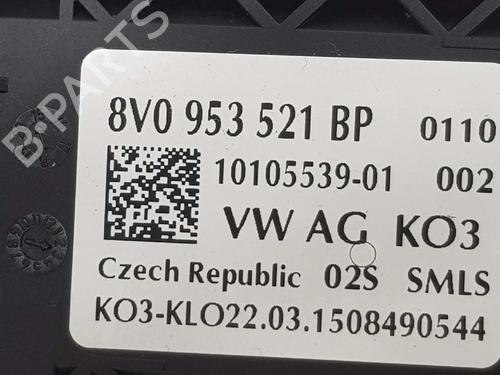 B-PARTS
8V0 953 521 BP 0110
10105539-01 002
VW AG KO3
Czech Republic 02S SMLS
KO3-KLO22.03.1508490544